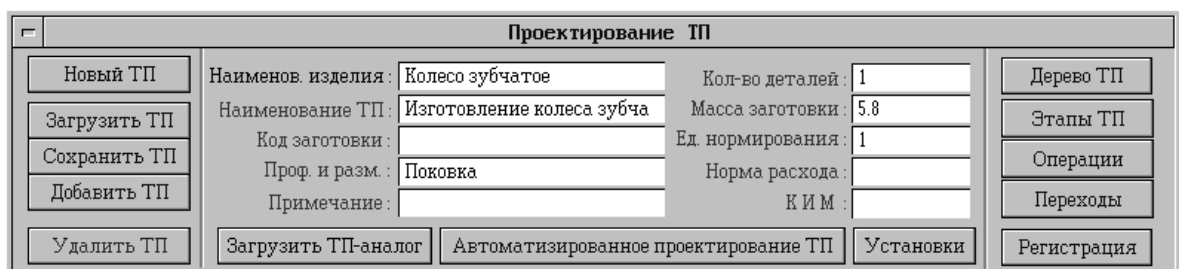 Проектирование ТП
Новый ТП
Загрузить ТП
Сохранить ТП
Добавить ТП
Удалить ТП
Наименов. изделия : Колесо зубчатое
Наименование ТП : Изготовление колеса зубча
Код заготовки :
Проф. и разм. : Поковка
Примечание :
Кол-во деталей : 1
Масса заготовки : 5.8
Ед. нормирования : 1
Норма расхода :
К И М :
Загрузить ТП-аналог
Автоматизированное проектирование ТП
Установки
Дерево ТП
Этапы ТП
Операции
Переходы
Регистрация